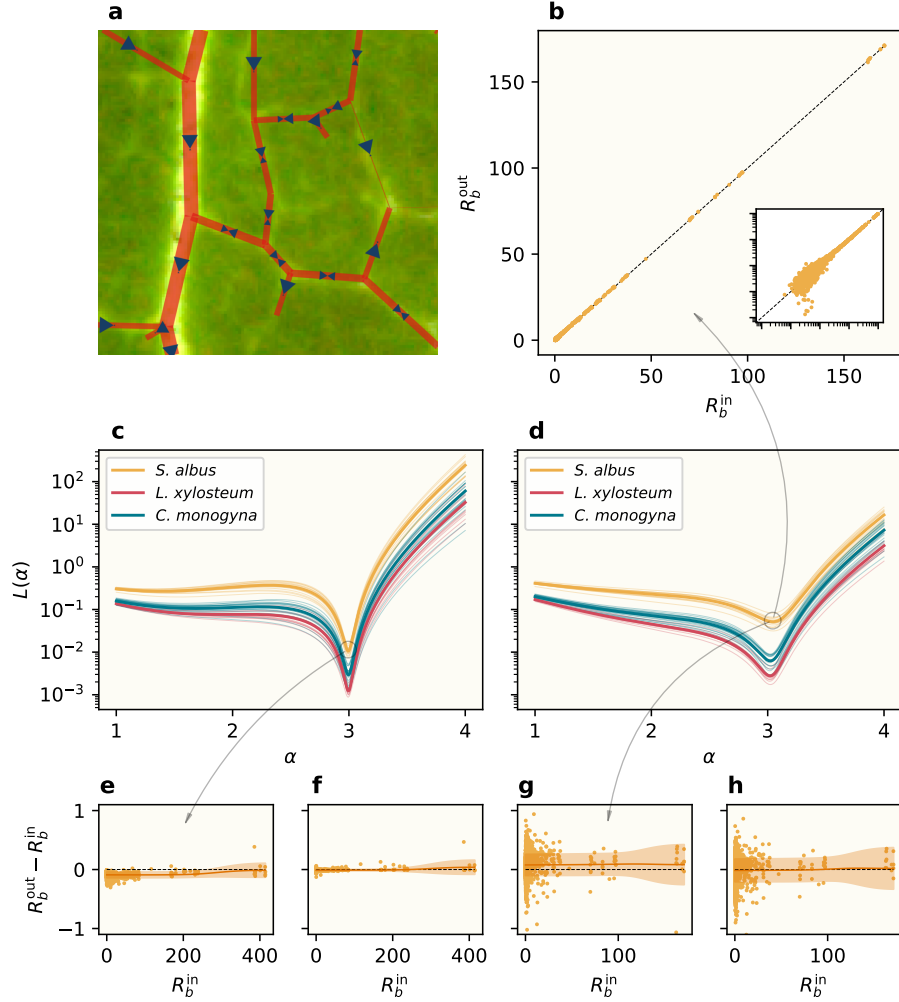 a
b
R_b^out
170
150
100
50
0
0
50
100
150
R_b^in
c
d
S. albus
L. xylosteum
C. monogyna
S. albus
L. xylosteum
C. monogyna
L(α)
10^2
10^1
10^0
10^−1
10^−2
10^−3
1
2
3
4
1
2
3
4
α
α
e
f
g
h
R_b^out − R_b^in
1
0
−1
0
200
400
0
200
400
0
100
0
100
R_b^in
R_b^in
R_b^in
R_b^in